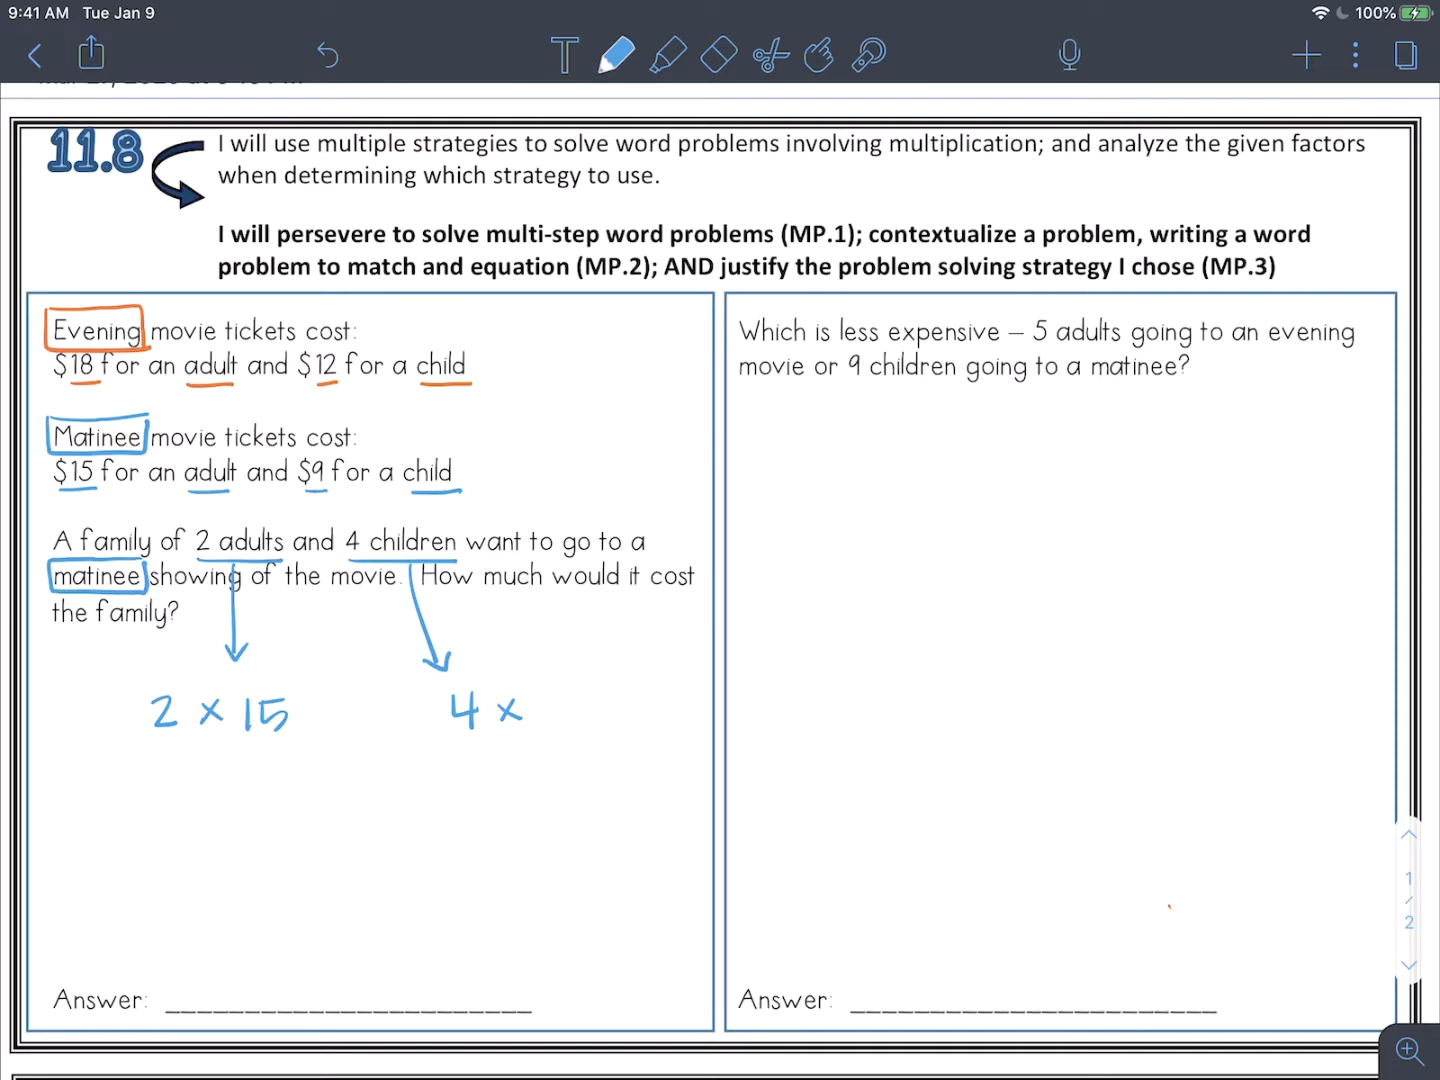 9:41 AM Tue Jan 9
100%
11.8
I will use multiple strategies to solve word problems involving multiplication; and analyze the given factors
when determining which strategy to use.
I will persevere to solve multi-step word problems (MP.1); contextualize a problem, writing a word
problem to match and equation (MP.2); AND justify the problem solving strategy I chose (MP.3)
Evening movie tickets cost:
$18 for an adult and $12 for a child
Matinee movie tickets cost:
$15 for an adult and $9 for a child
A family of 2 adults and 4 children want to go to a
matinee showing of the movie. How much would it cost
the family?
2 x 15
4 x
Answer: _______________________
Which is less expensive – 5 adults going to an evening
movie or 9 children going to a matinee?
Answer: _______________________
1
/
2